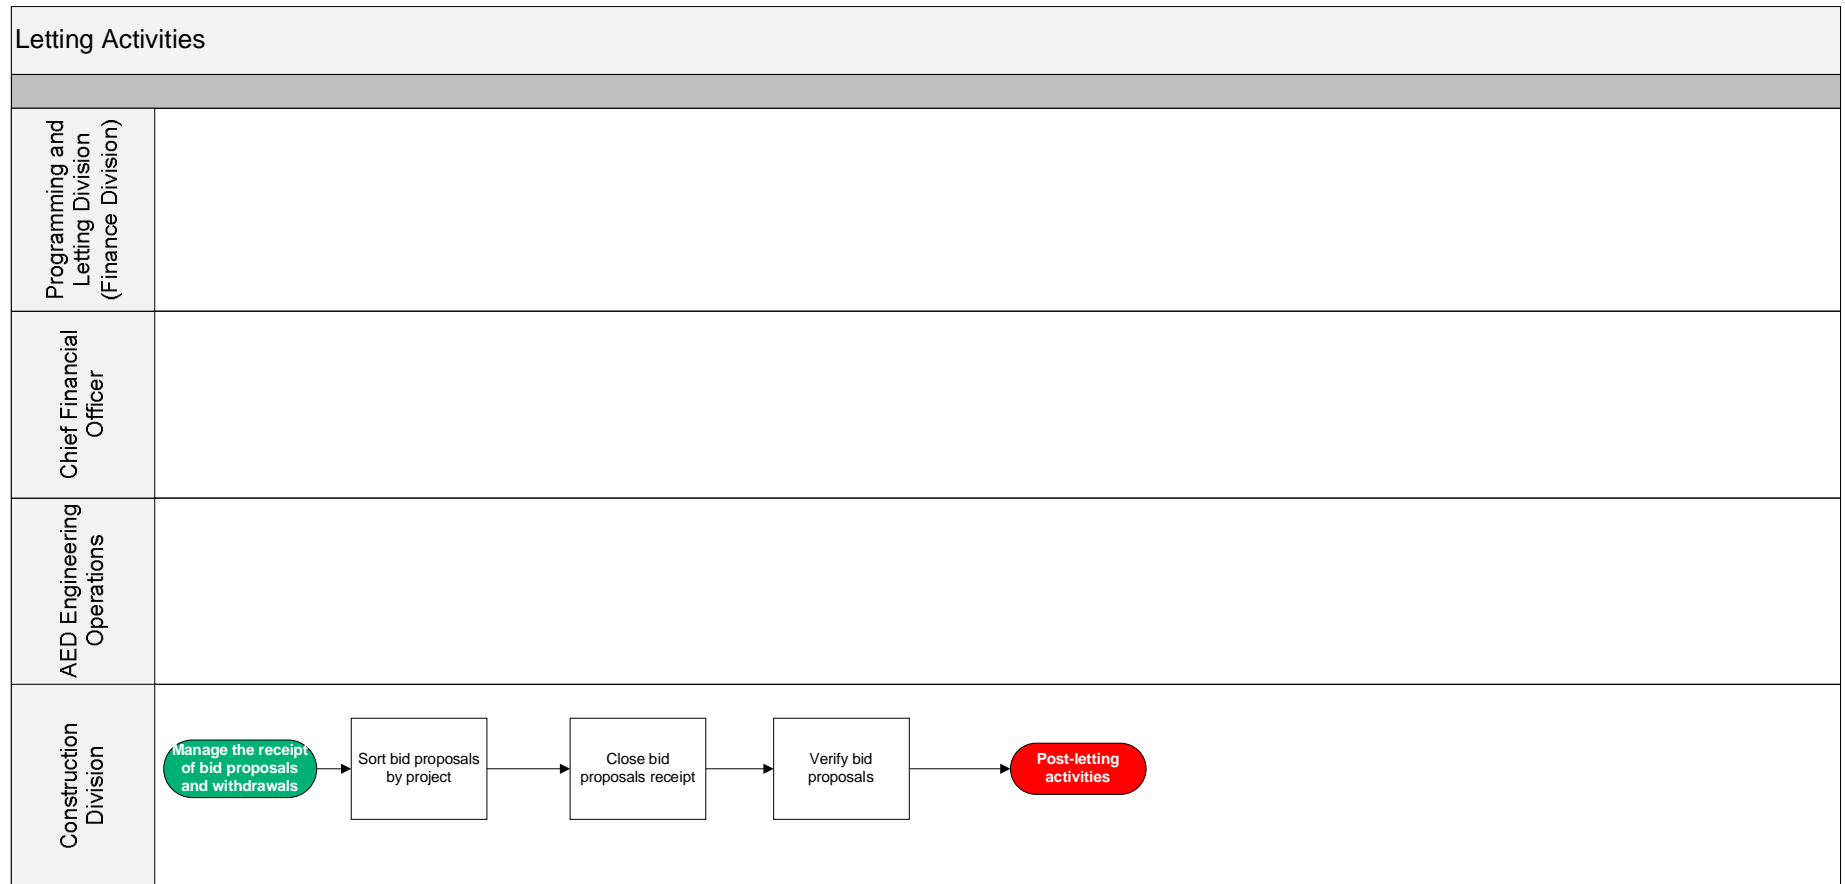 Letting Activities
Programming and
Letting Division
(Finance Division)
Chief Financial
Officer
AED Engineering
Operations
Construction
Division
Manage the receipt
of bid proposals
and withdrawals
Sort bid proposals
by project
Close bid
proposals receipt
Verify bid
proposals
Post-letting
activities